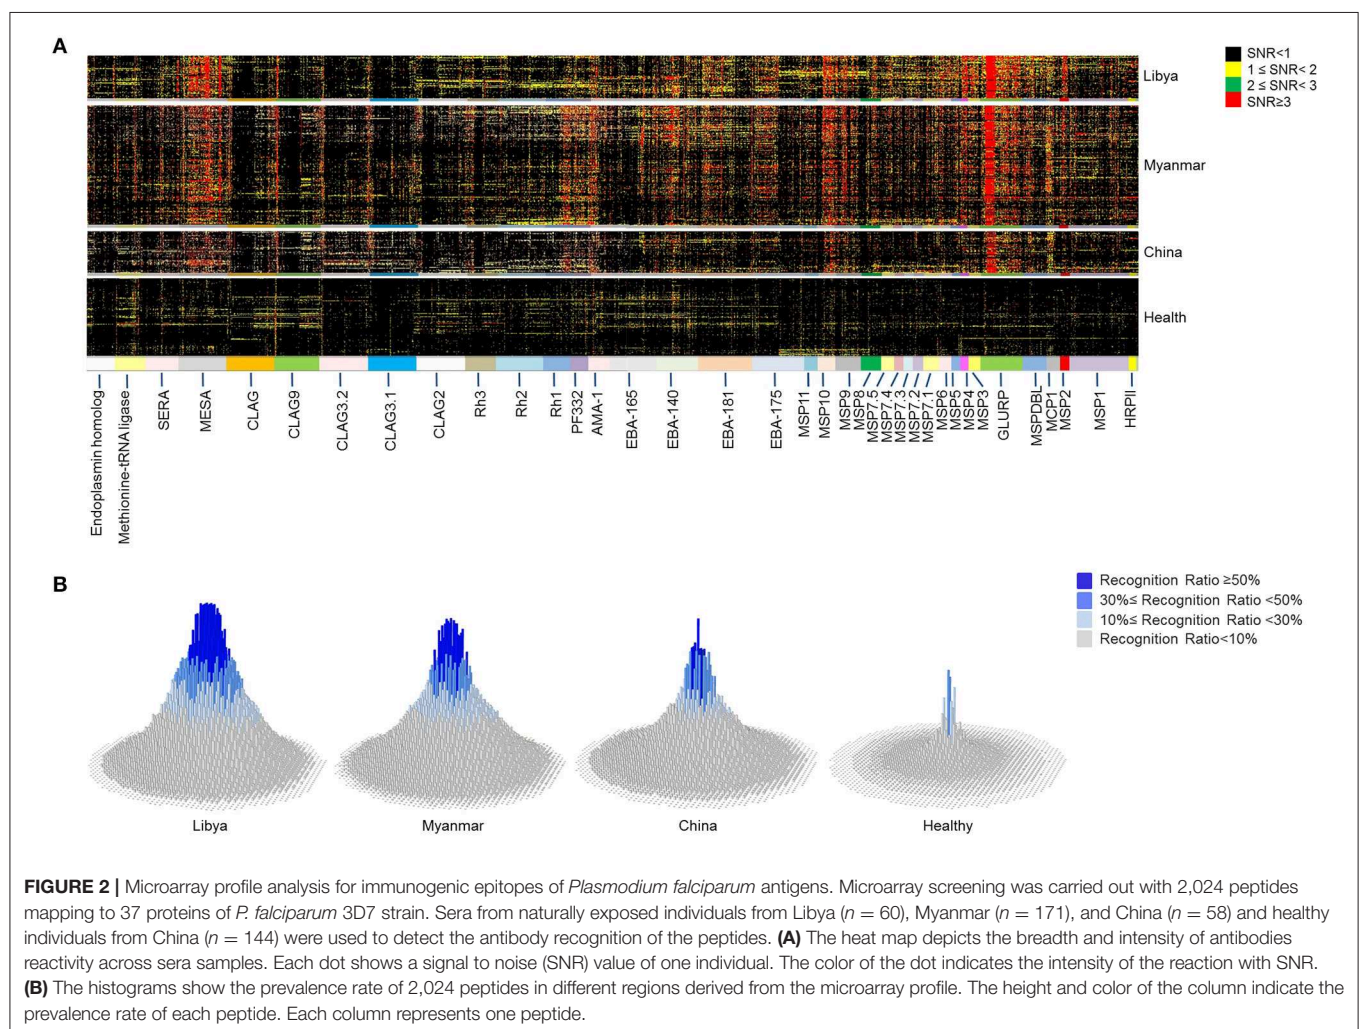 A
SNR<1
1 ≤ SNR< 2
2 ≤ SNR< 3
SNR≥3
Libya
Myanmar
China
Health
Endoplasmin homolog
Methionine-tRNA ligase
SERA
MESA
CLAG
CLAG9
CLAG3.2
CLAG3.1
CLAG2
Rh3
Rh2
Rh1
PF332
AMA-1
EBA-165
EBA-140
EBA-181
EBA-175
MSP11
MSP10
MSP9
MSP8
MSP7.5
MSP7.4
MSP7.3
MSP7.2
MSP7.1
MSP6
MSP5
MSP4
MSP3
GLURP
MSPDBL
MCP1
MSP2
MSP1
HRPII
B
Recognition Ratio ≥50%
30%≤ Recognition Ratio <50%
10%≤ Recognition Ratio <30%
Recognition Ratio<10%
Libya
Myanmar
China
Healthy
FIGURE 2 | Microarray profile analysis for immunogenic epitopes of Plasmodium falciparum antigens. Microarray screening was carried out with 2,024 peptides
mapping to 37 proteins of P. falciparum 3D7 strain. Sera from naturally exposed individuals from Libya (n = 60), Myanmar (n = 171), and China (n = 58) and healthy
individuals from China (n = 144) were used to detect the antibody recognition of the peptides. (A) The heat map depicts the breadth and intensity of antibodies
reactivity across sera samples. Each dot shows a signal to noise (SNR) value of one individual. The color of the dot indicates the intensity of the reaction with SNR.
(B) The histograms show the prevalence rate of 2,024 peptides in different regions derived from the microarray profile. The height and color of the column indicate the
prevalence rate of each peptide. Each column represents one peptide.